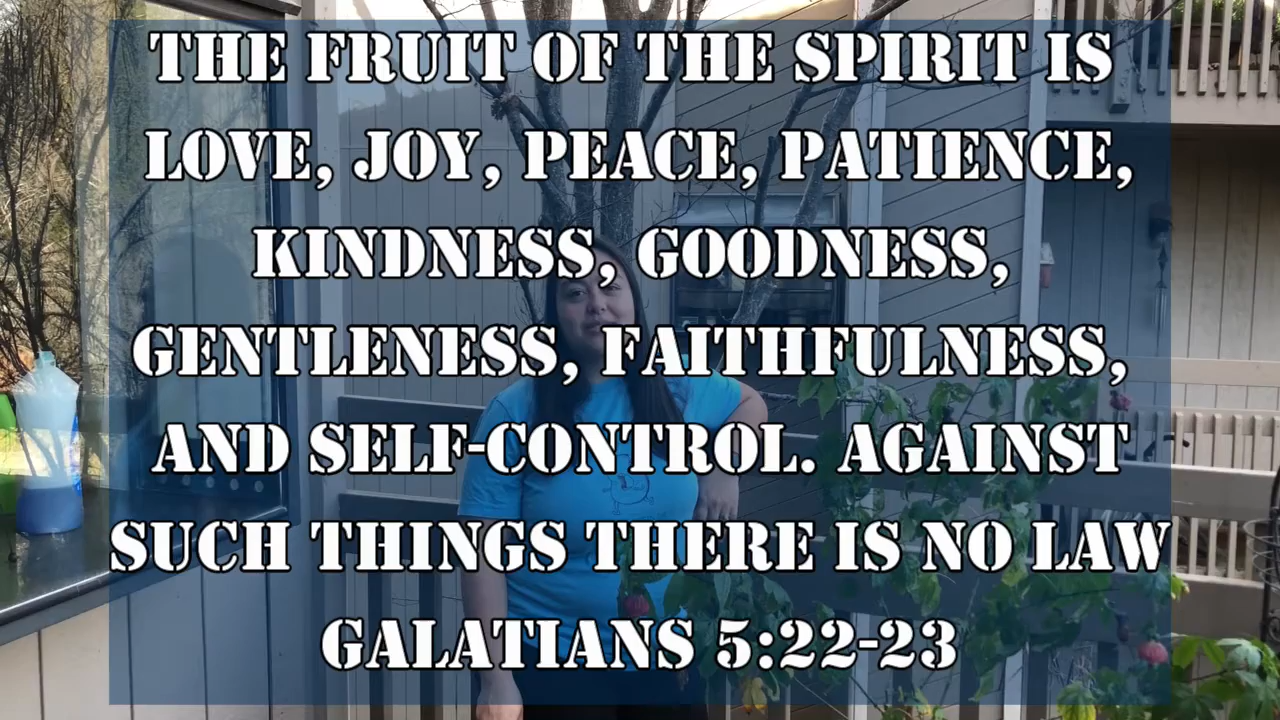 THE FRUIT OF THE SPIRIT IS
LOVE, JOY, PEACE, PATIENCE,
KINDNESS, GOODNESS,
GENTLENESS, FAITHFULNESS,
AND SELF-CONTROL. AGAINST
SUCH THINGS THERE IS NO LAW
GALATIANS 5:22-23